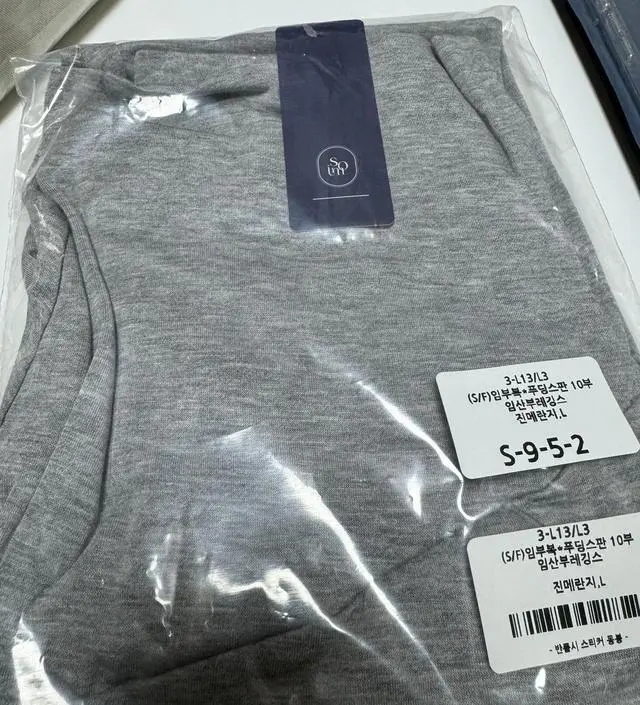 SO
im
3-L13/L3
(S/F)임부복*푸딩스판 10부
임산부레깅스
진메란지,L
S-9-5-2
3-L13/L3
(S/F)임부복*푸딩스판 10부
임산부레깅스
진메란지,L
- 반품시 스티커 동봉 -